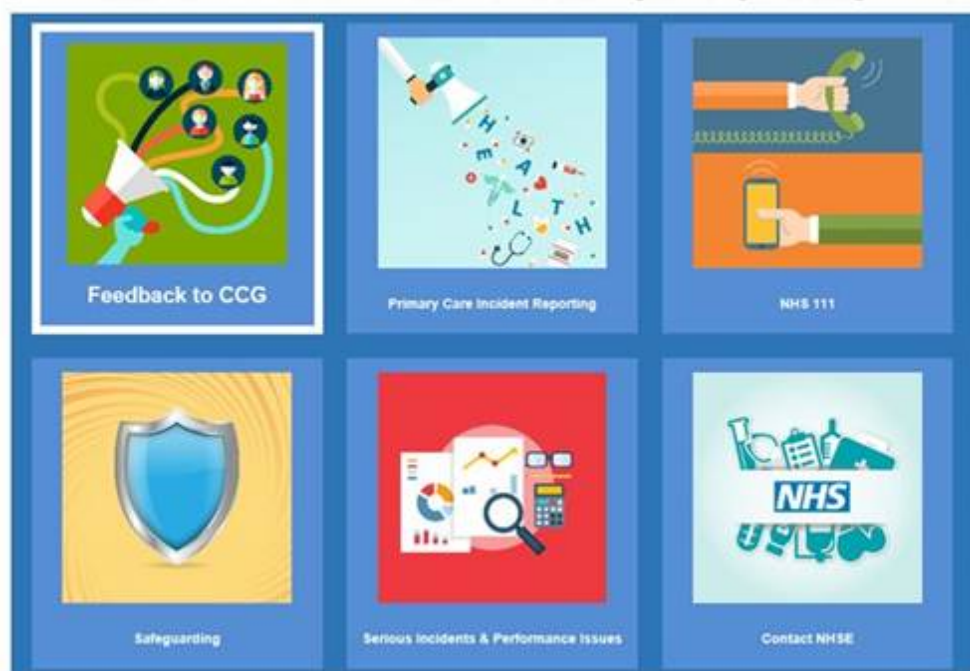 Feedback to CCG
Primary Care Incident Reporting
NHS 111
HEALTH
NHS
Safeguarding
Serious Incidents & Performance Issues
Contact NHSE